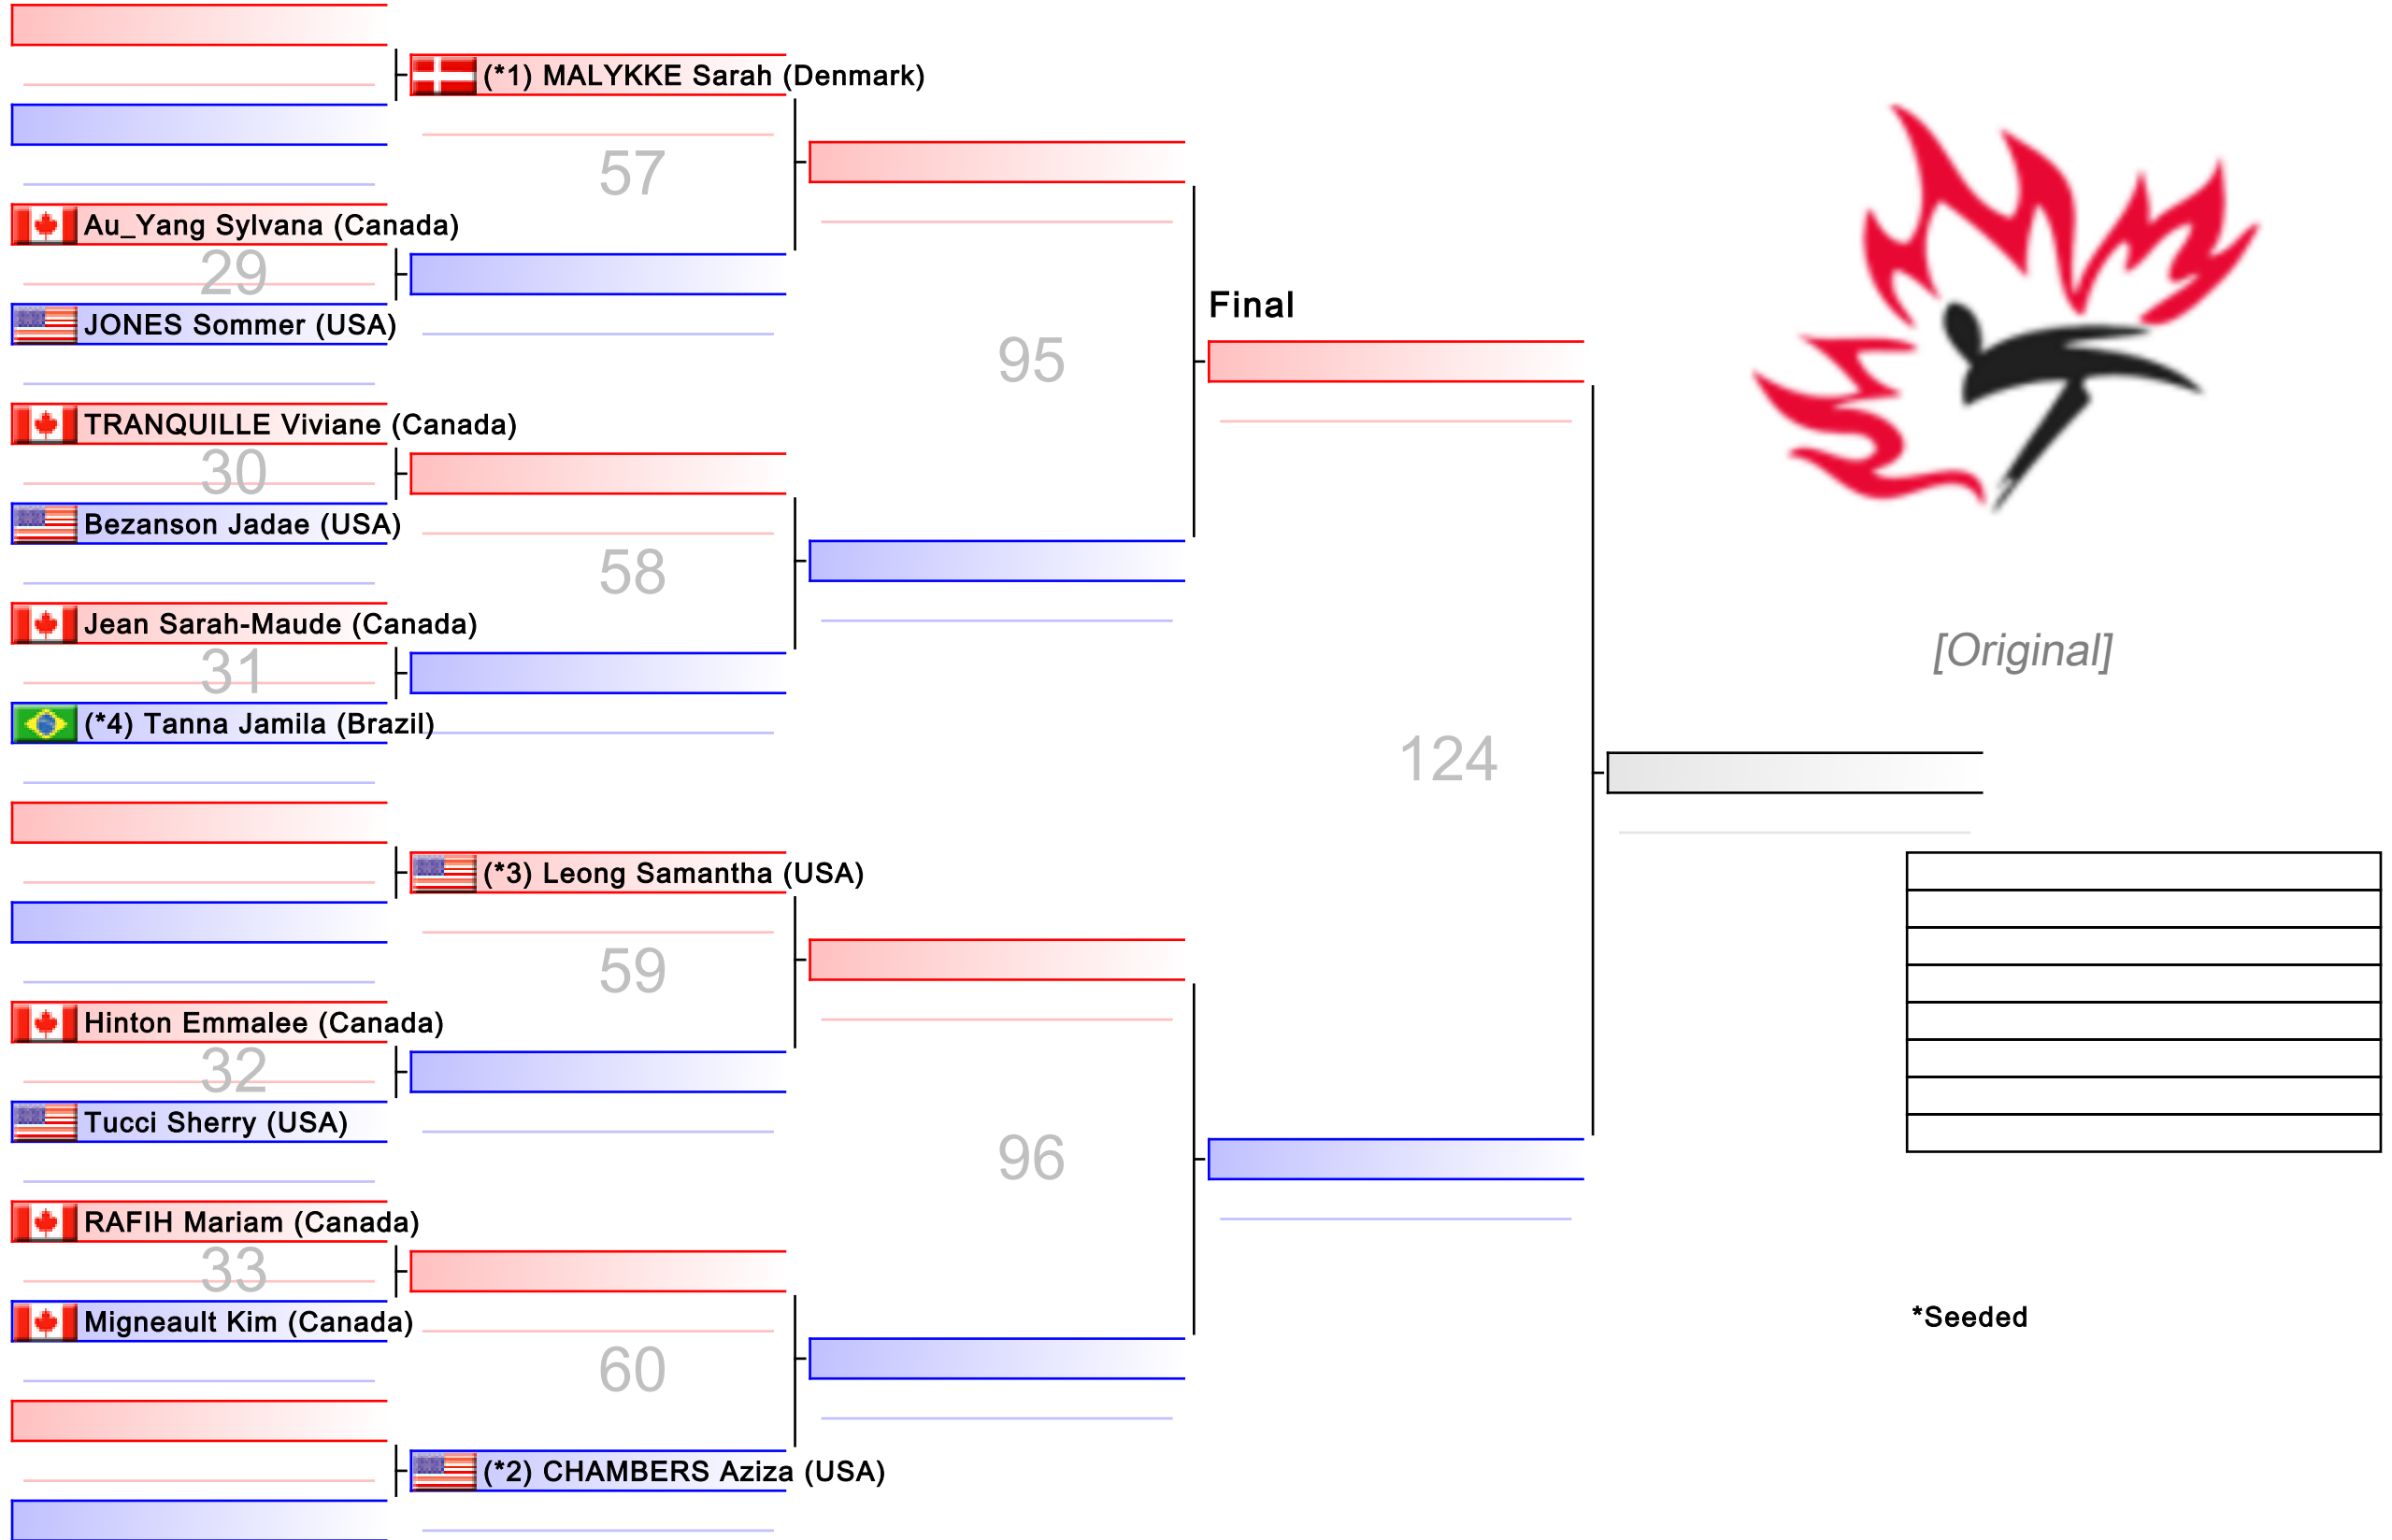 (*1) MALYKKE Sarah (Denmark)
57
Au_Yang Sylvana (Canada)
29
JONES Sommer (USA)
Final
95
TRANQUILLE Viviane (Canada)
30
Bezanson Jadae (USA)
58
Jean Sarah-Maude (Canada)
31
(*4) Tanna Jamila (Brazil)
[Original]
124
(*3) Leong Samantha (USA)
59
Hinton Emmalee (Canada)
32
Tucci Sherry (USA)
96
RAFIH Mariam (Canada)
33
Migneault Kim (Canada)
60
(*2) CHAMBERS Aziza (USA)
*Seeded